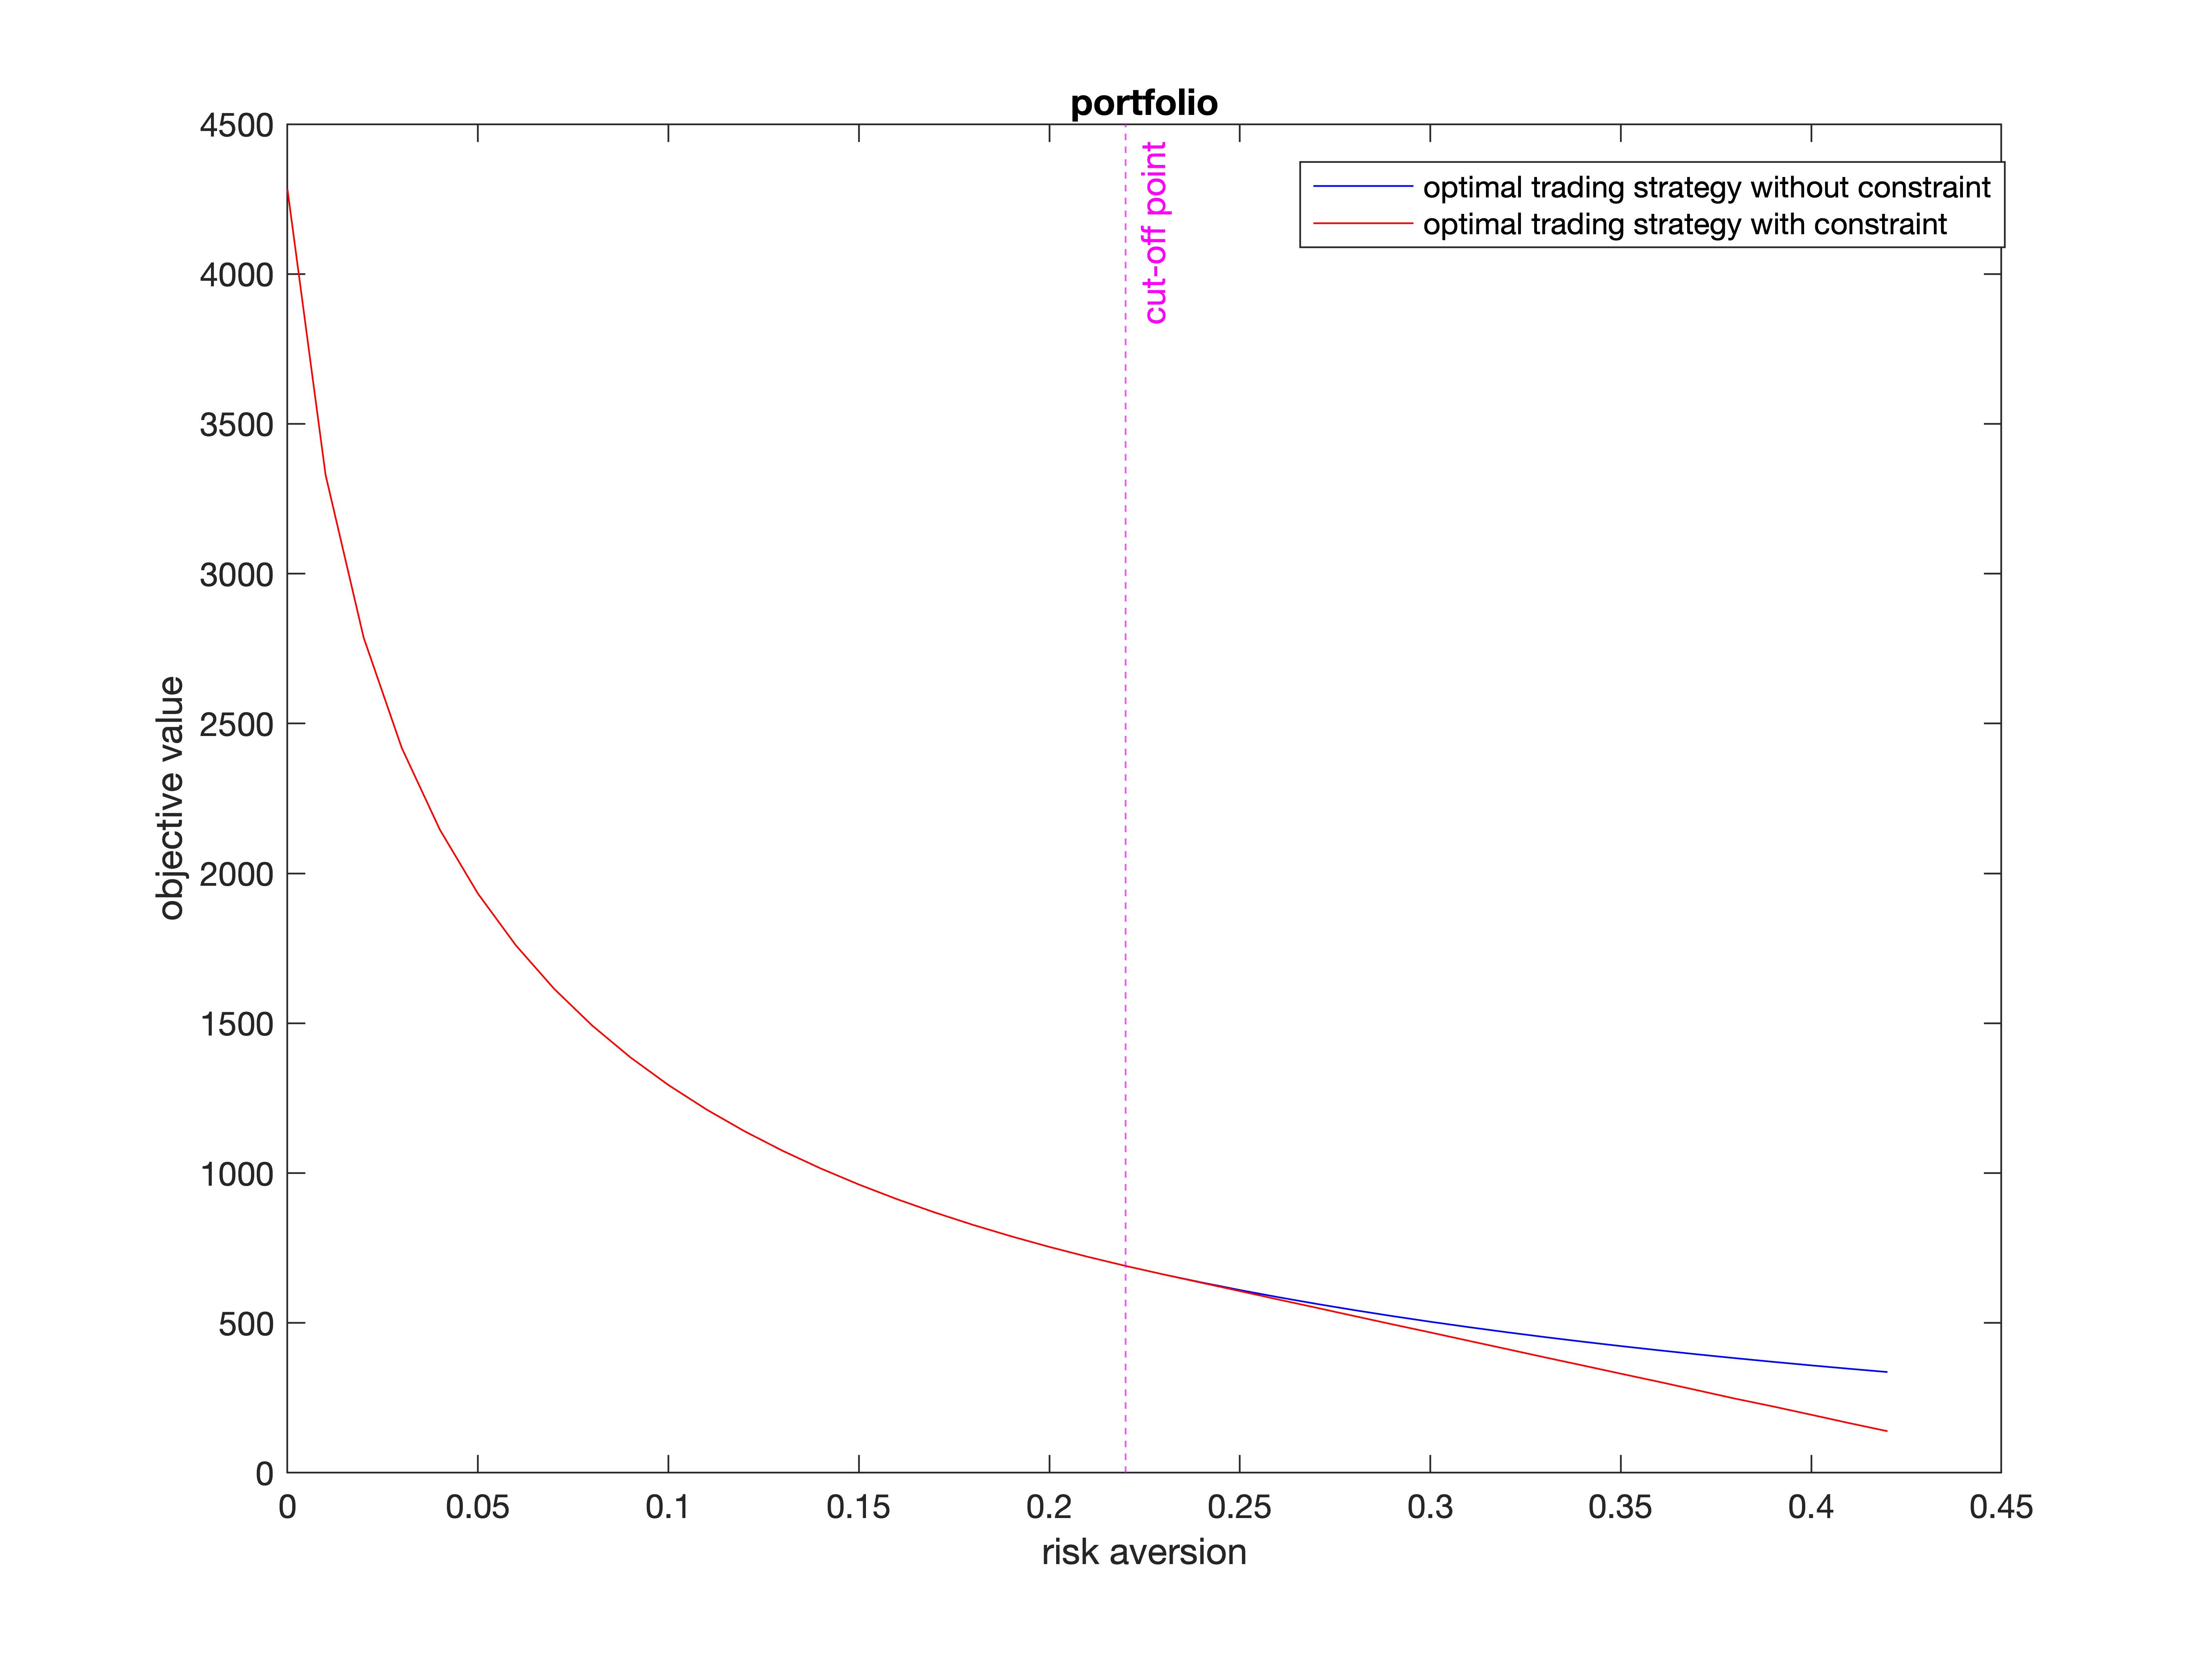 portfolio
4500
4000
3500
3000
2500
2000
1500
1000
500
0
objective value
cut-off point
optimal trading strategy without constraint
optimal trading strategy with constraint
0 0.05 0.1 0.15 0.2 0.25 0.3 0.35 0.4 0.45
risk aversion